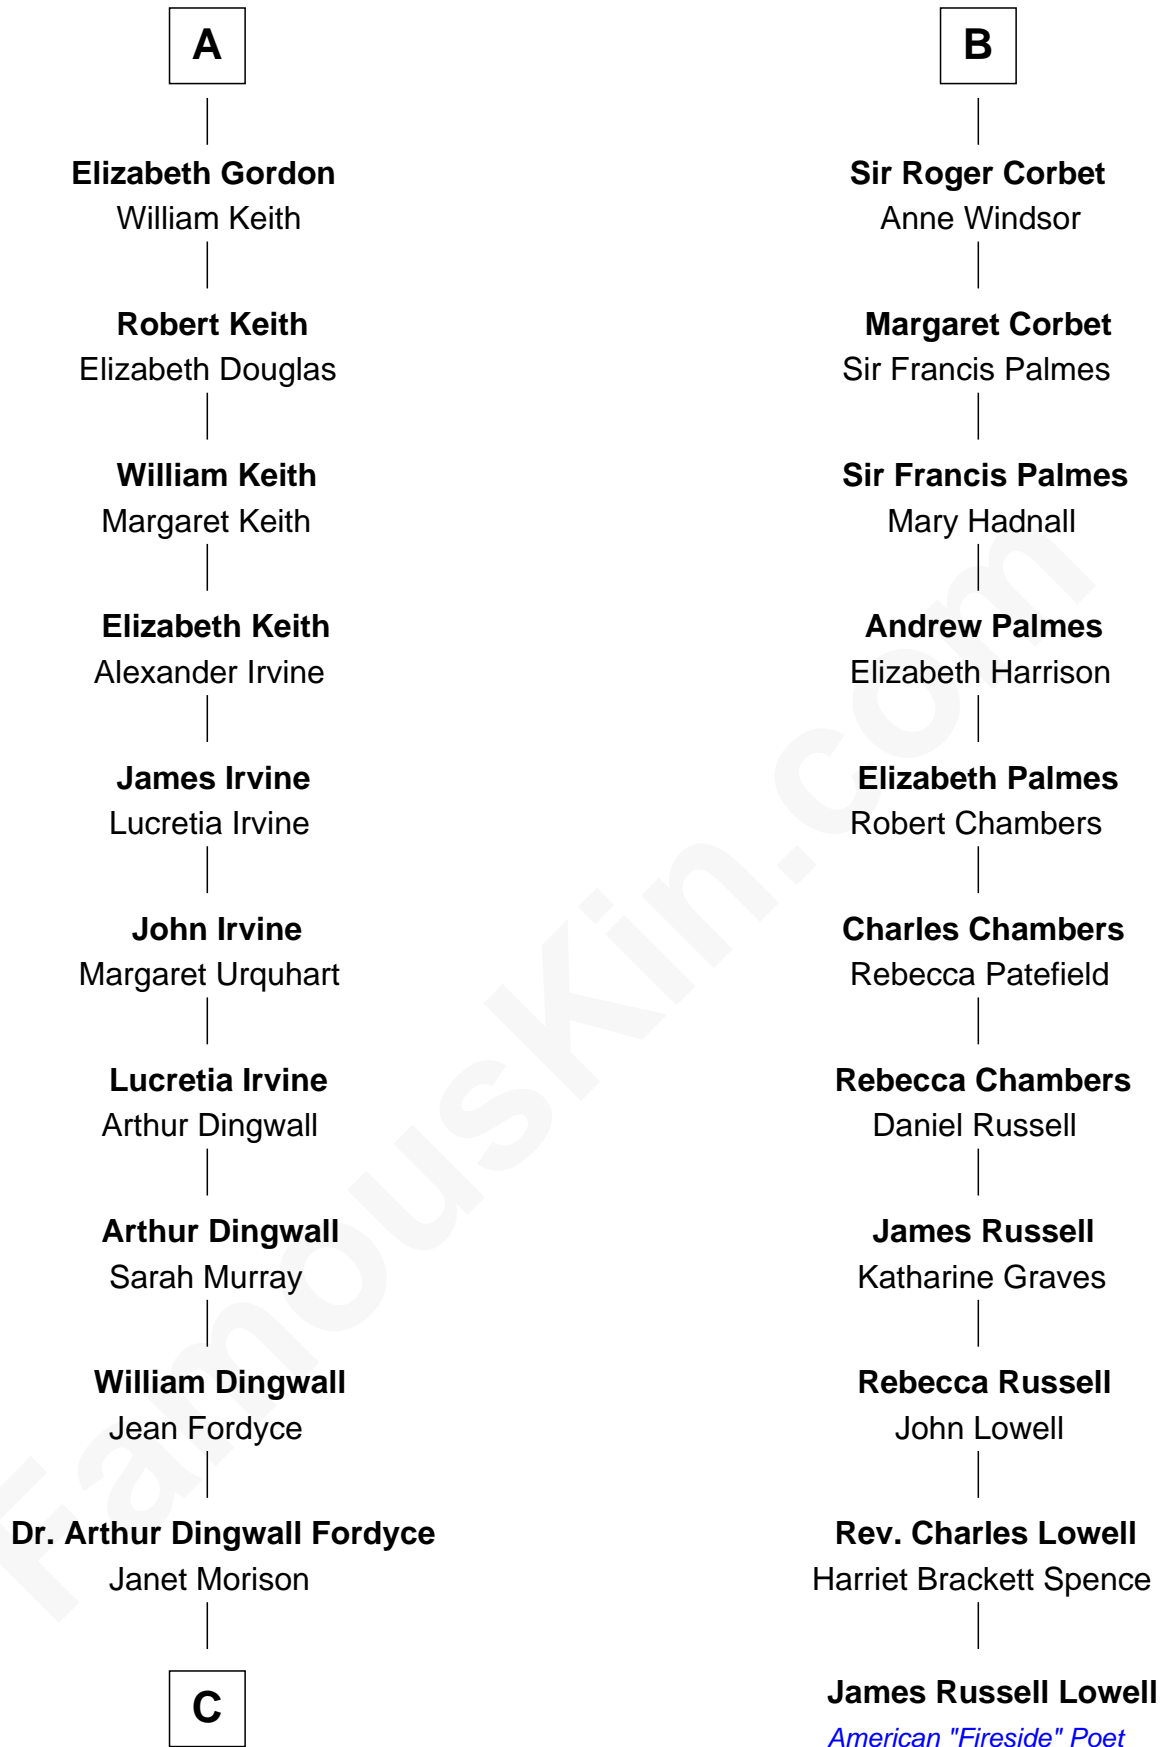 A
Elizabeth Gordon
William Keith
Robert Keith
Elizabeth Douglas
William Keith
Margaret Keith
Elizabeth Keith
Alexander Irvine
James Irvine
Lucretia Irvine
John Irvine
Margaret Urquhart
Lucretia Irvine
Arthur Dingwall
Arthur Dingwall
Sarah Murray
William Dingwall
Jean Fordyce
Dr. Arthur Dingwall Fordyce
Janet Morison
C
B
Sir Roger Corbet
Anne Windsor
Margaret Corbet
Sir Francis Palmes
Sir Francis Palmes
Mary Hadnall
Andrew Palmes
Elizabeth Harrison
Elizabeth Palmes
Robert Chambers
Charles Chambers
Rebecca Patefield
Rebecca Chambers
Daniel Russell
James Russell
Katharine Graves
Rebecca Russell
John Lowell
Rev. Charles Lowell
Harriet Brackett Spence
James Russell Lowell
American "Fireside" Poet
FamousKin.com